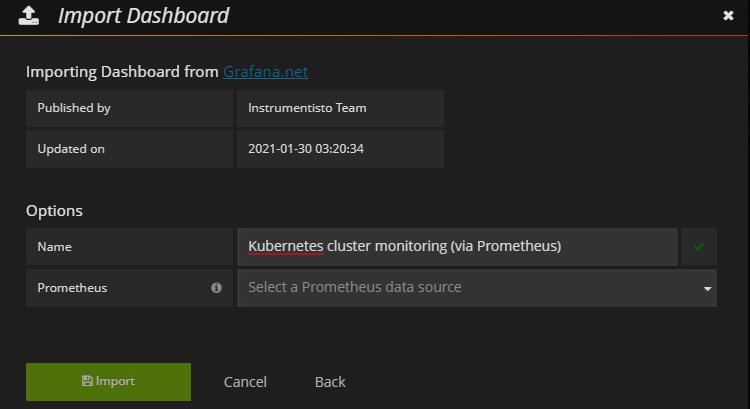 Import Dashboard
Importing Dashboard from Grafana.net
Published by Instrumentisto Team
Updated on 2021-01-30 03:20:34
Options
Name Kubernetes cluster monitoring (via Prometheus)
Prometheus Select a Prometheus data source
Import Cancel Back